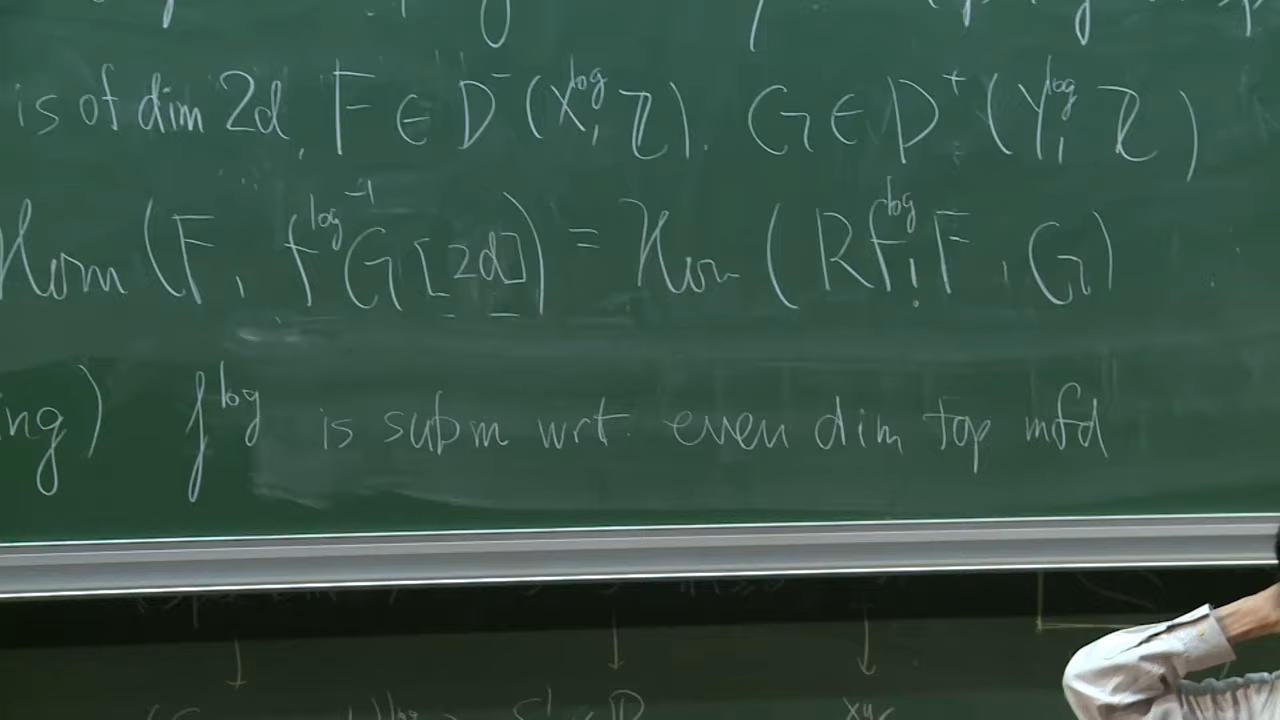 is of dim 2d, F ∈ D⁻(X^log, Z). G ∈ D⁺(Y^log, Z)
Hom (F, f^log⁻¹ G[2d]) = Hom (Rf^log_! F, G)
ing) f^log is subm wrt. even dim top mfd